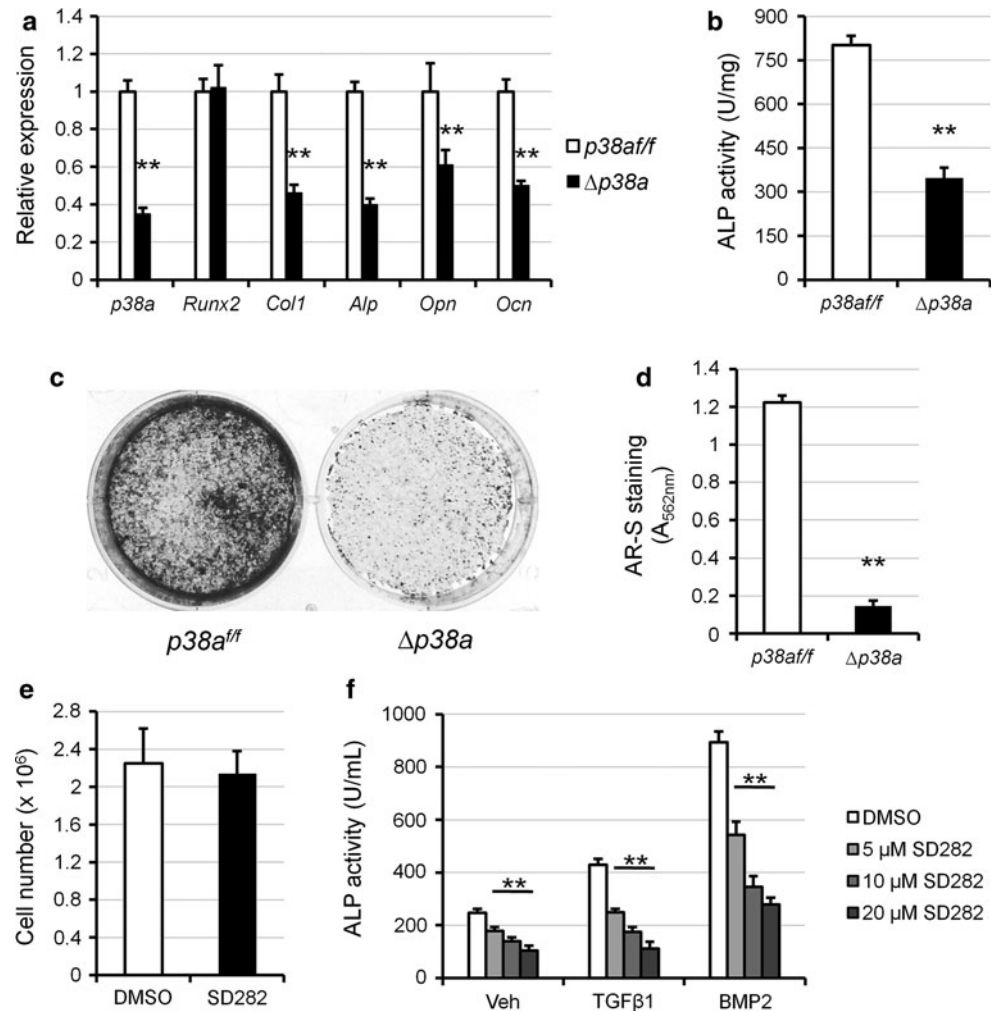 a
1.4
1.2
1
0.8
0.6
0.4
0.2
0
Relative expression
**
**
**
**
**
p38a
Runx2
Col1
Alp
Opn
Ocn
p38af/f
Δp38a
b
900
750
600
450
300
150
0
ALP activity (U/mg)
**
p38af/f
Δp38a
c
p38a^f/f
Δp38a
d
1.4
1.2
1
0.8
0.6
0.4
0.2
0
AR-S staining
(A562nm)
**
p38af/f
Δp38a
e
2.8
2.4
2
1.6
1.2
0.8
0.4
0
Cell number (x 10⁶)
DMSO
SD282
f
1000
800
600
400
200
0
ALP activity (U/mL)
**
**
**
Veh
TGFβ1
BMP2
DMSO
5 µM SD282
10 µM SD282
20 µM SD282